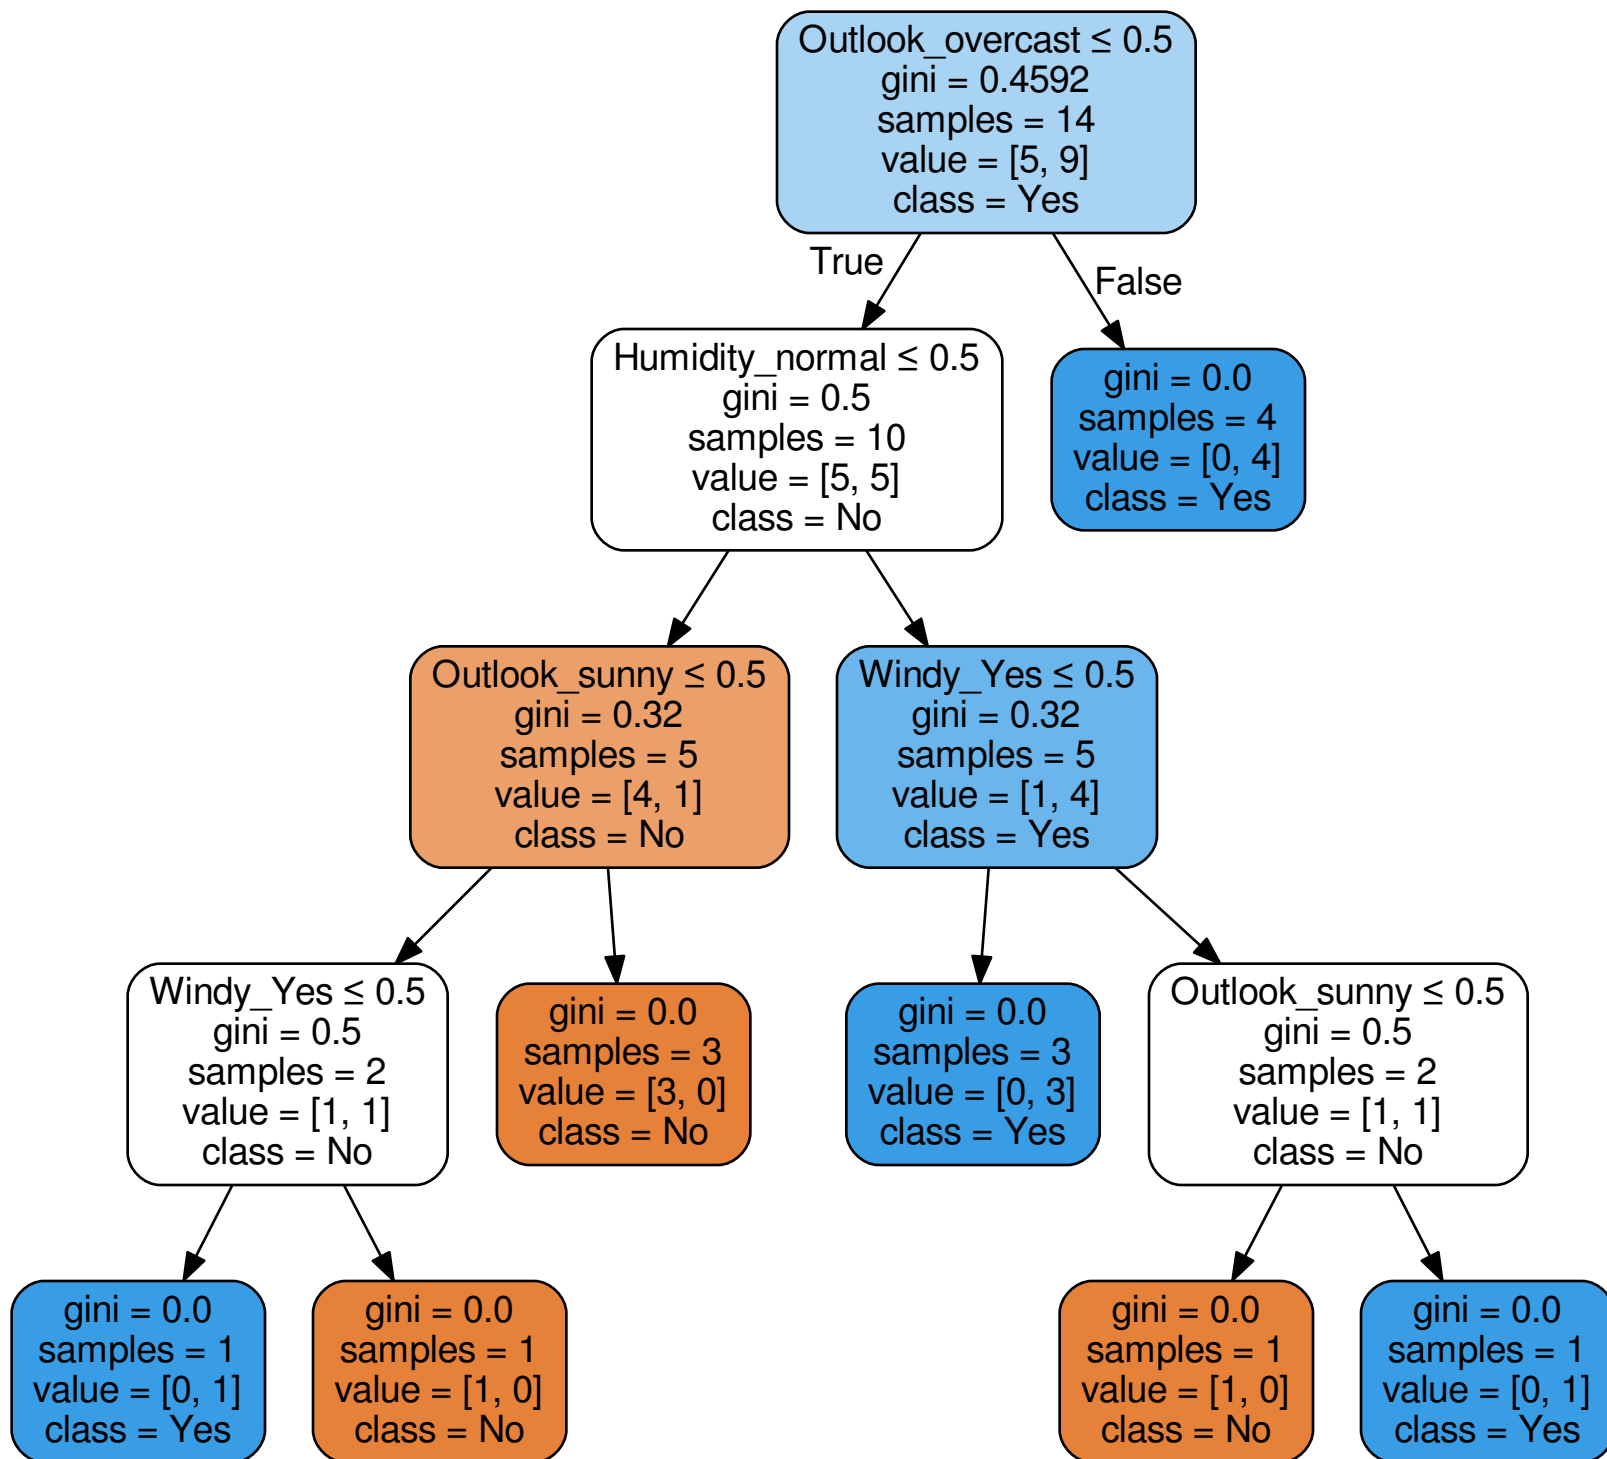 Outlook_overcast ≤ 0.5
gini = 0.4592
samples = 14
value = [5, 9]
class = Yes
True
False
Humidity_normal ≤ 0.5
gini = 0.5
samples = 10
value = [5, 5]
class = No
gini = 0.0
samples = 4
value = [0, 4]
class = Yes
Outlook_sunny ≤ 0.5
gini = 0.32
samples = 5
value = [4, 1]
class = No
Windy_Yes ≤ 0.5
gini = 0.32
samples = 5
value = [1, 4]
class = Yes
Windy_Yes ≤ 0.5
gini = 0.5
samples = 2
value = [1, 1]
class = No
gini = 0.0
samples = 3
value = [3, 0]
class = No
gini = 0.0
samples = 3
value = [0, 3]
class = Yes
Outlook_sunny ≤ 0.5
gini = 0.5
samples = 2
value = [1, 1]
class = No
gini = 0.0
samples = 1
value = [0, 1]
class = Yes
gini = 0.0
samples = 1
value = [1, 0]
class = No
gini = 0.0
samples = 1
value = [1, 0]
class = No
gini = 0.0
samples = 1
value = [0, 1]
class = Yes